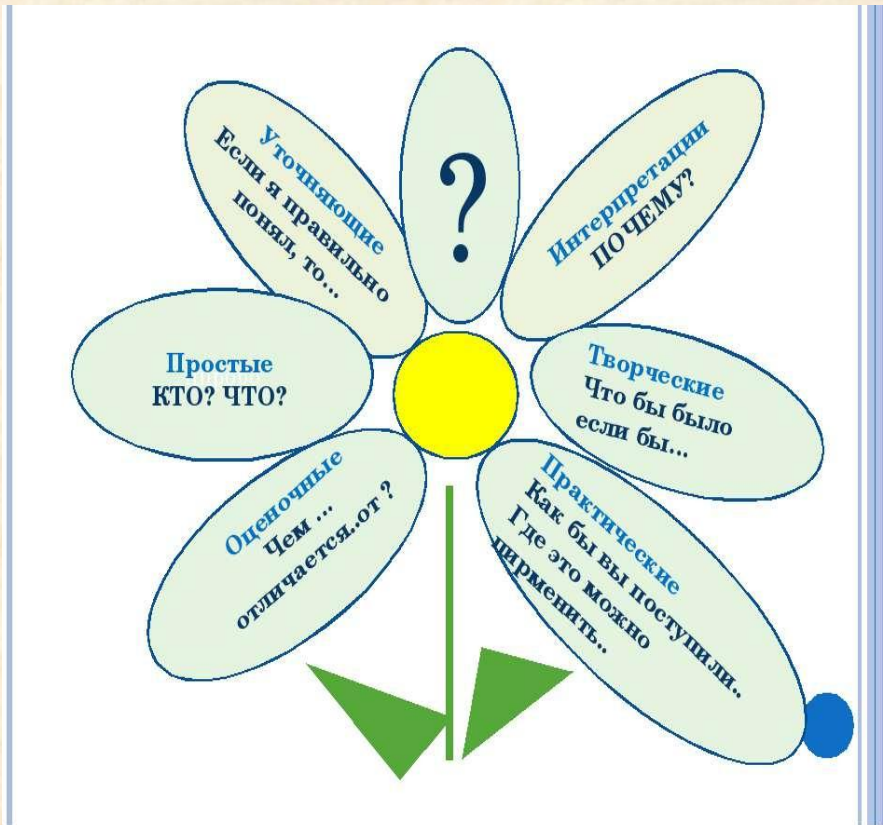 ?
Уточняющие
Если я правильно
понял, то...
Интерпретации
ПОЧЕМУ?
Простые
КТО? ЧТО?
Творческие
Что бы было
если бы...
Оценочные
Чем ...
отличается..от ?
Практические
Как бы вы поступили..
Где это можно
пирменить..